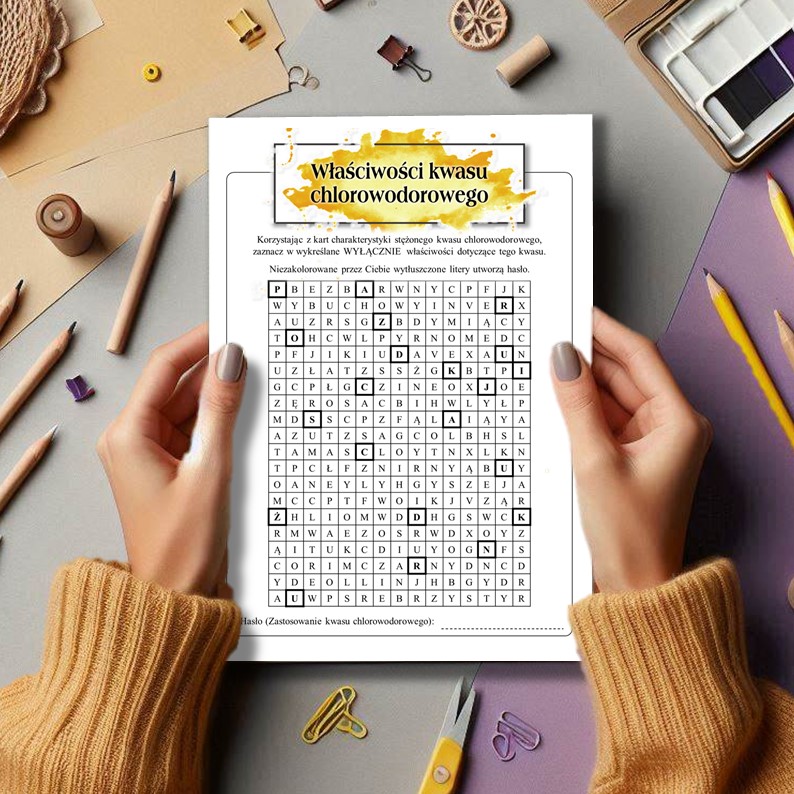 Właściwości kwasu
chlorowodorowego
Korzystając z kart charakterystyki stężonego kwasu chlorowodorowego,
zaznacz w wykreślane WYŁĄCZNIE właściwości dotyczące tego kwasu.
Niezakolorowane przez Ciebie wytłuszczone litery utworzą hasło.
P B E Z B A R W N Y C P F J K
W Y B U C H O W Y I N V E R X
A U Z R S G Z B D Y M I Ą C Y
T O H C W L P Y R N O M E D C
P F J I K I U D A V E X A U N
U Z Ł A T Z S S Ż G K B T P I
G C P Ł G C Z I N E O X J O E
Z Ę R O S A C B I H W L Y Ł P
M D S S C P Z F Ą L A I Ą Y A
A Z U T Z S A G C O L B H S L
T A M A S C L O Y T N X L K N
T P C Ł F Z N I R N Y Ą B U Y
O A N E Y L Y H G Y S Z E J A
M C C P T F W O I K J V Z Ą R
Ż H L I O M W D D H G S W C K
R M W A E Z O S R W D X O Y Z
Ą I T U K C D I U Y O G N F S
C O R I M C Z A R N Y D N C D
Y D E O L L I N J H B G Y D R
A U W P S R E B R Z Y S T Y R
Hasło (Zastosowanie kwasu chlorowodorowego):